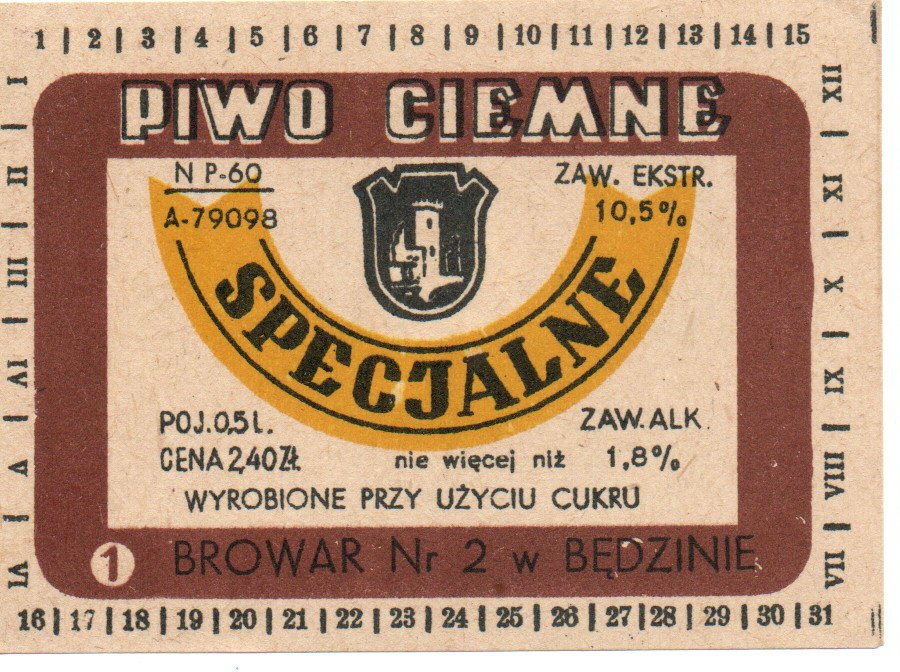 1 | 2 | 3 | 4 | 5 | 6 | 7 | 8 | 9 | 10 | 11 | 12 | 13 | 14 | 15
I | II | III | IV | V | VI
PIWO CIEMNE
N P-60
A-79098
ZAW. EKSTR.
10,5%
SPECJALNE
POJ. 0,5 l.
CENA 2,40 ZŁ
ZAW. ALK.
nie więcej niż 1,8%
WYROBIONE PRZY UŻYCIU CUKRU
1 BROWAR Nr 2 w BĘDZINIE
XII | XI | X | IX | VIII | VII
16 | 17 | 18 | 19 | 20 | 21 | 22 | 23 | 24 | 25 | 26 | 27 | 28 | 29 | 30 | 31